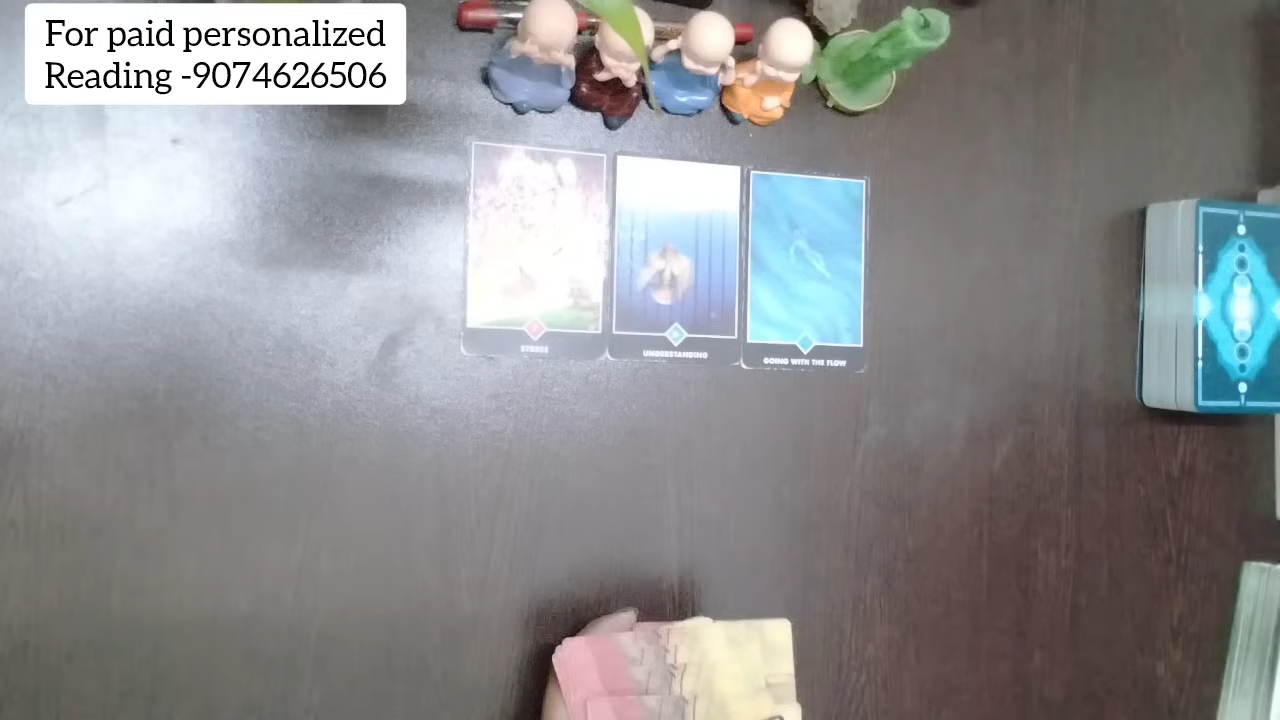 For paid personalized
Reading -9074626506
STRESS
UNDERSTANDING
GOING WITH THE FLOW